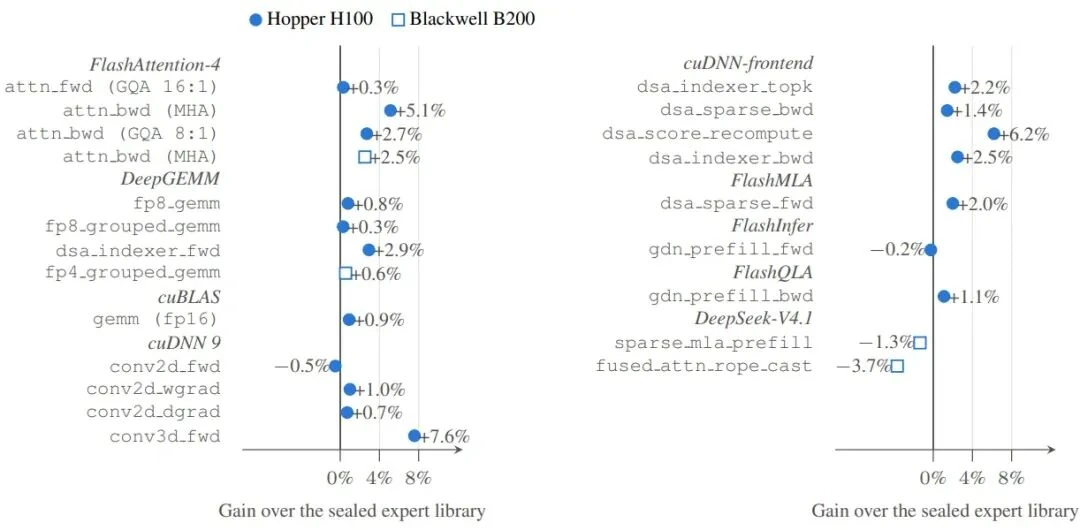 Hopper H100 Blackwell B200
FlashAttention-4
attn_fwd (GQA 16:1) +0.3%
attn_bwd (MHA) +5.1%
attn_bwd (GQA 8:1) +2.7%
attn_bwd (MHA) +2.5%
DeepGEMM
fp8_gemm +0.8%
fp8_grouped_gemm +0.3%
dsa_indexer_fwd +2.9%
fp4_grouped_gemm +0.6%
cuBLAS
gemm (fp16) +0.9%
cuDNN 9
conv2d_fwd −0.5%
conv2d_wgrad +1.0%
conv2d_dgrad +0.7%
conv3d_fwd +7.6%
0% 4% 8%
Gain over the sealed expert library
cuDNN-frontend
dsa_indexer_topk +2.2%
dsa_sparse_bwd +1.4%
dsa_score_recompute +6.2%
dsa_indexer_bwd +2.5%
FlashMLA
dsa_sparse_fwd +2.0%
FlashInfer
gdn_prefill_fwd −0.2%
FlashQLA
gdn_prefill_bwd +1.1%
DeepSeek-V4.1
sparse_mla_prefill −1.3%
fused_attn_rope_cast −3.7%
0% 4% 8%
Gain over the sealed expert library